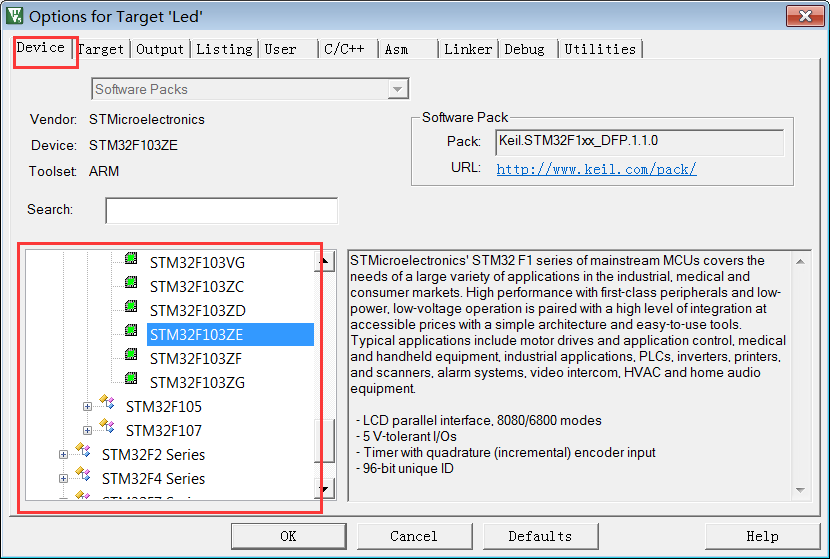 Options for Target 'Led'
Device Target Output Listing User C/C++ Asm Linker Debug Utilities
Software Packs
Vendor: STMicroelectronics
Device: STM32F103ZE
Toolset: ARM
Search:
Software Pack
Pack: Keil.STM32F1xx_DFP.1.1.0
URL: http://www.keil.com/pack/
STM32F103VG
STM32F103ZC
STM32F103ZD
STM32F103ZE
STM32F103ZF
STM32F103ZG
STM32F105
STM32F107
STM32F2 Series
STM32F4 Series
STM32F7 Series
STMicroelectronics' STM32 F1 series of mainstream MCUs covers the
needs of a large variety of applications in the industrial, medical and
consumer markets. High performance with first-class peripherals and low-
power, low-voltage operation is paired with a high level of integration at
accessible prices with a simple architecture and easy-to-use tools.
Typical applications include motor drives and application control, medical
and handheld equipment, industrial applications, PLCs, inverters, printers,
and scanners, alarm systems, video intercom, HVAC and home audio
equipment.
- LCD parallel interface, 8080/6800 modes
- 5 V-tolerant I/Os
- Timer with quadrature (incremental) encoder input
- 96-bit unique ID
OK Cancel Defaults Help